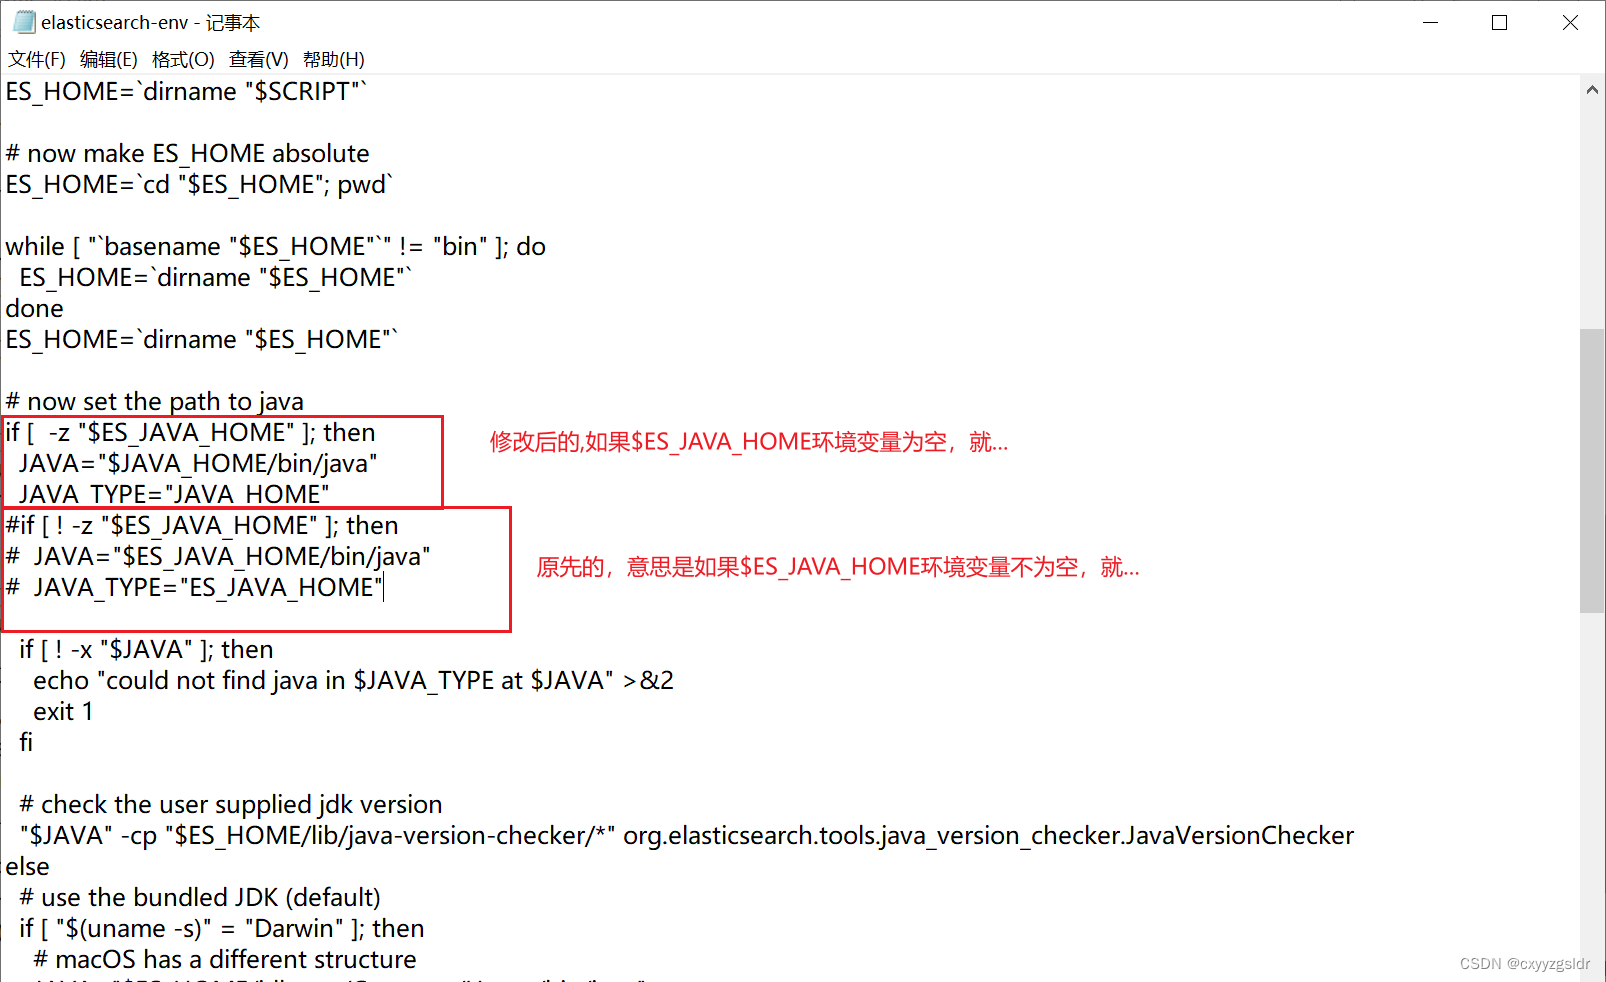 elasticsearch-env - 记事本
文件(F) 编辑(E) 格式(O) 查看(V) 帮助(H)
ES_HOME=`dirname "$SCRIPT"`
# now make ES_HOME absolute
ES_HOME=`cd "$ES_HOME"; pwd`
while [ "`basename "$ES_HOME"`" != "bin" ]; do
  ES_HOME=`dirname "$ES_HOME"`
done
ES_HOME=`dirname "$ES_HOME"`
# now set the path to java
if [  -z "$ES_JAVA_HOME" ]; then
修改后的,如果$ES_JAVA_HOME环境变量为空，就...
  JAVA="$JAVA_HOME/bin/java"
  JAVA_TYPE="JAVA_HOME"
#if [ ! -z "$ES_JAVA_HOME" ]; then
#  JAVA="$ES_JAVA_HOME/bin/java"
原先的，意思是如果$ES_JAVA_HOME环境变量不为空，就...
#  JAVA_TYPE="ES_JAVA_HOME"
  if [ ! -x "$JAVA" ]; then
    echo "could not find java in $JAVA_TYPE at $JAVA" >&2
    exit 1
  fi
  # check the user supplied jdk version
  "$JAVA" -cp "$ES_HOME/lib/java-version-checker/*" org.elasticsearch.tools.java_version_checker.JavaVersionChecker
else
  # use the bundled JDK (default)
  if [ "$(uname -s)" = "Darwin" ]; then
    # macOS has a different structure
CSDN @cxyyzgsldr